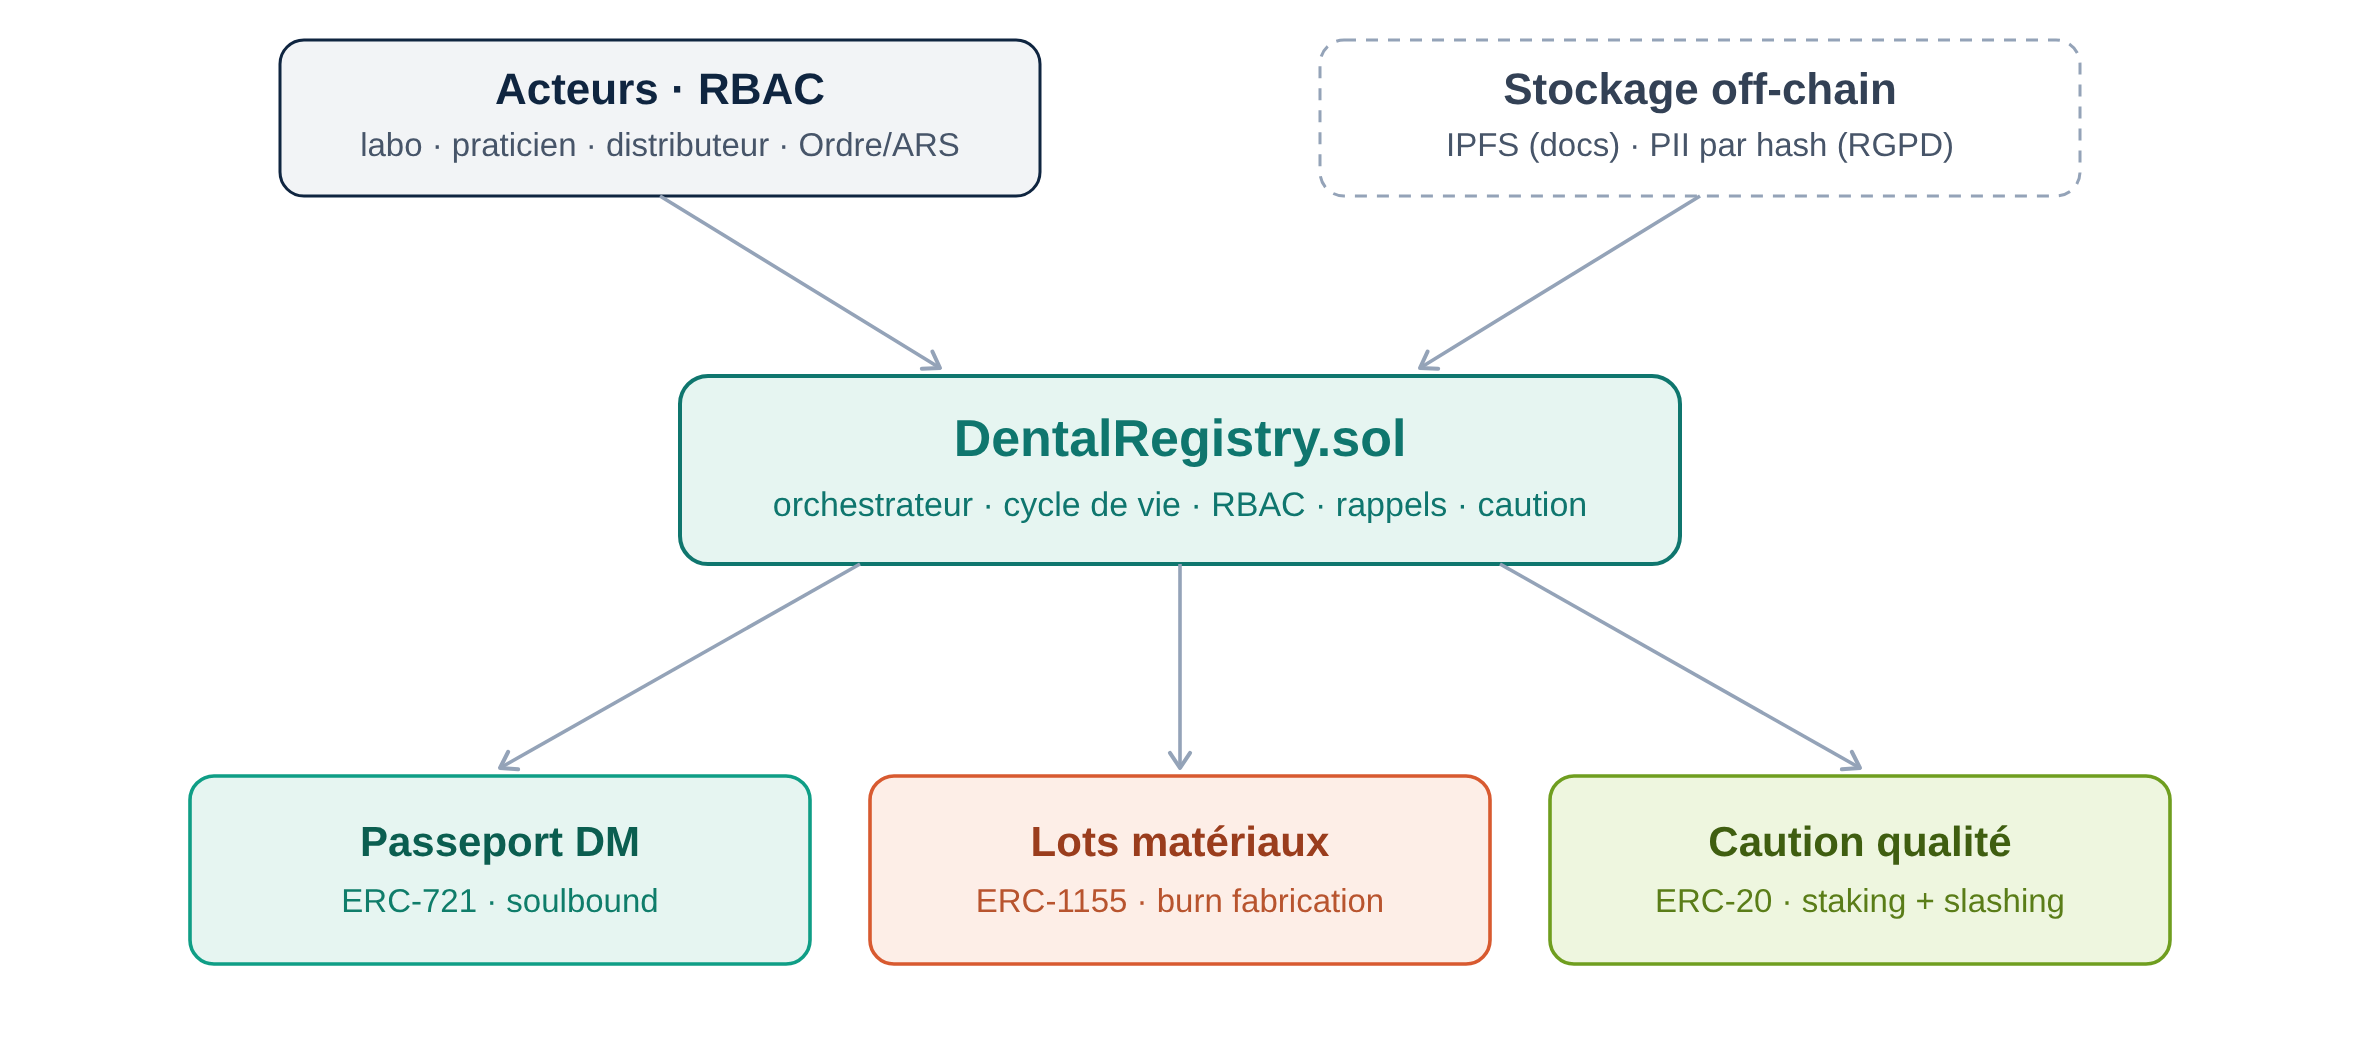 Acteurs · RBAC
labo · praticien · distributeur · Ordre/ARS
Stockage off-chain
IPFS (docs) · PII par hash (RGPD)
DentalRegistry.sol
orchestrateur · cycle de vie · RBAC · rappels · caution
Passeport DM
ERC-721 · soulbound
Lots matériaux
ERC-1155 · burn fabrication
Caution qualité
ERC-20 · staking + slashing